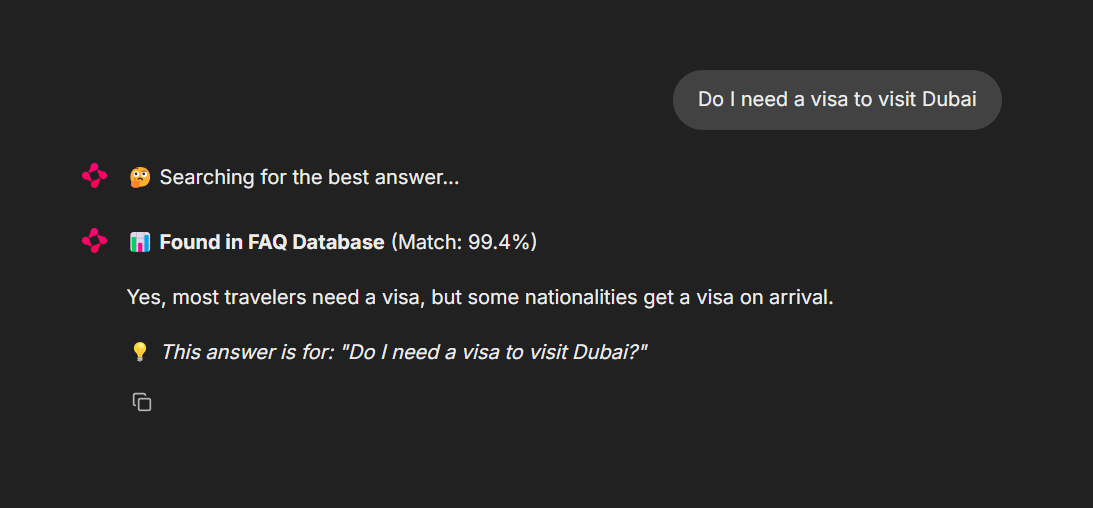 Do I need a visa to visit Dubai
🤔 Searching for the best answer...
📊 Found in FAQ Database (Match: 99.4%)
Yes, most travelers need a visa, but some nationalities get a visa on arrival.
💡 This answer is for: "Do I need a visa to visit Dubai?"